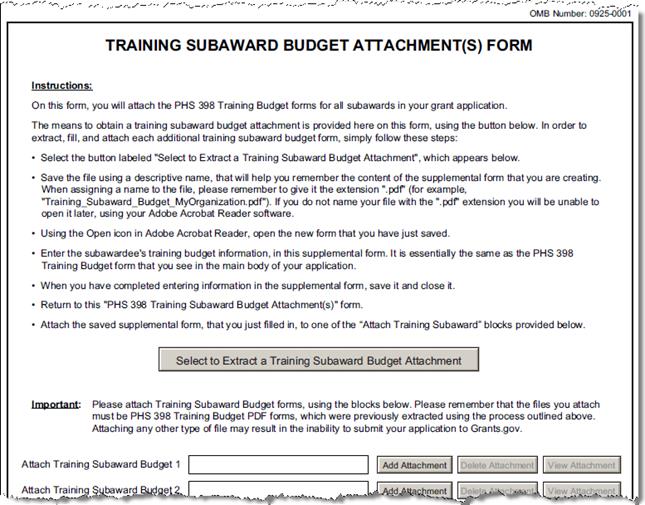 OMB Number: 0925-0001
TRAINING SUBAWARD BUDGET ATTACHMENT(S) FORM
Instructions:
On this form, you will attach the PHS 398 Training Budget forms for all subawards in your grant application.
The means to obtain a training subaward budget attachment is provided here on this form, using the button below. In order to
extract, fill, and attach each additional training subaward budget form, simply follow these steps:
• Select the button labeled "Select to Extract a Training Subaward Budget Attachment", which appears below.
• Save the file using a descriptive name, that will help you remember the content of the supplemental form that you are creating.
When assigning a name to the file, please remember to give it the extension ".pdf" (for example,
"Training_Subaward_Budget_MyOrganization.pdf"). If you do not name your file with the ".pdf" extension you will be unable to
open it later, using your Adobe Acrobat Reader software.
• Using the Open icon in Adobe Acrobat Reader, open the new form that you have just saved.
• Enter the subawardee's training budget information, in this supplemental form. It is essentially the same as the PHS 398
Training Budget form that you see in the main body of your application.
• When you have completed entering information in the supplemental form, save it and close it.
• Return to this "PHS 398 Training Subaward Budget Attachment(s)" form.
• Attach the saved supplemental form, that you just filled in, to one of the "Attach Training Subaward" blocks provided below.
Select to Extract a Training Subaward Budget Attachment
Important: Please attach Training Subaward Budget forms, using the blocks below. Please remember that the files you attach
must be PHS 398 Training Budget PDF forms, which were previously extracted using the process outlined above.
Attaching any other type of file may result in the inability to submit your application to Grants.gov.
Attach Training Subaward Budget 1 Add Attachment Delete Attachment View Attachment
Attach Training Subaward Budget 2 Add Attachment Delete Attachment View Attachment